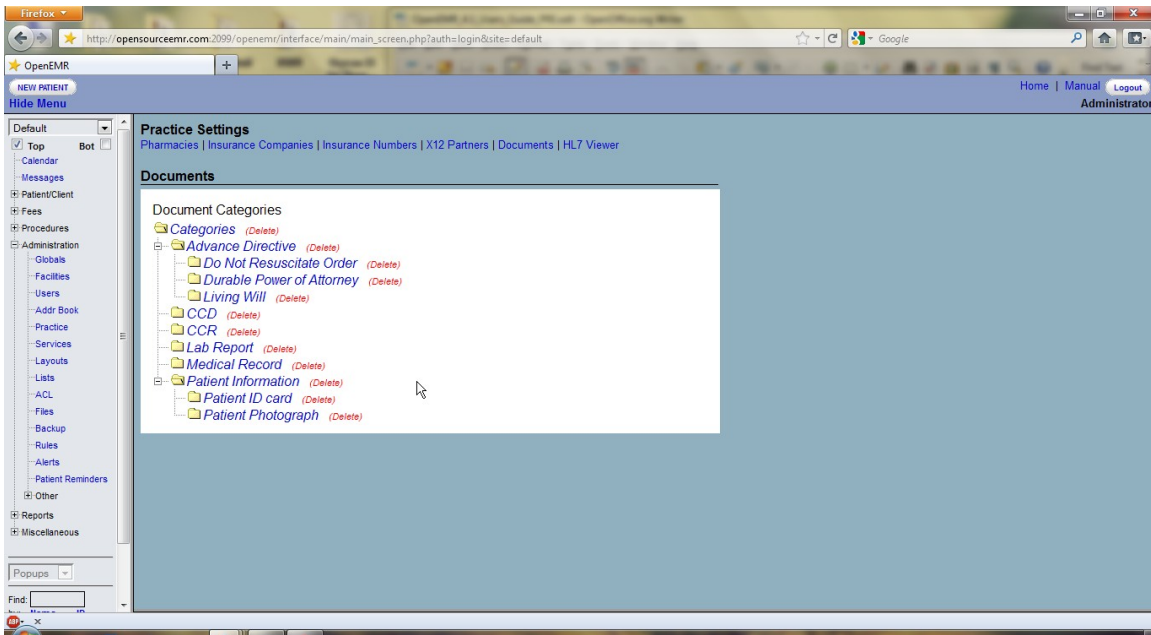 Firefox
http://opensourceemr.com:2099/openemr/interface/main/main_screen.php?auth=login&site=default
Google
OpenEMR
NEW PATIENT
Home | Manual Logout
Hide Menu
Administrator
Default
Top Bot
Calendar
Messages
Patient/Client
Fees
Procedures
Administration
Globals
Facilities
Users
Addr Book
Practice
Services
Layouts
Lists
ACL
Files
Backup
Rules
Alerts
Patient Reminders
Other
Reports
Miscellaneous
Popups
Find:
by: Name ID
Practice Settings
Pharmacies | Insurance Companies | Insurance Numbers | X12 Partners | Documents | HL7 Viewer
Documents
Document Categories
Categories (Delete)
Advance Directive (Delete)
Do Not Resuscitate Order (Delete)
Durable Power of Attorney (Delete)
Living Will (Delete)
CCD (Delete)
CCR (Delete)
Lab Report (Delete)
Medical Record (Delete)
Patient Information (Delete)
Patient ID card (Delete)
Patient Photograph (Delete)
ABP